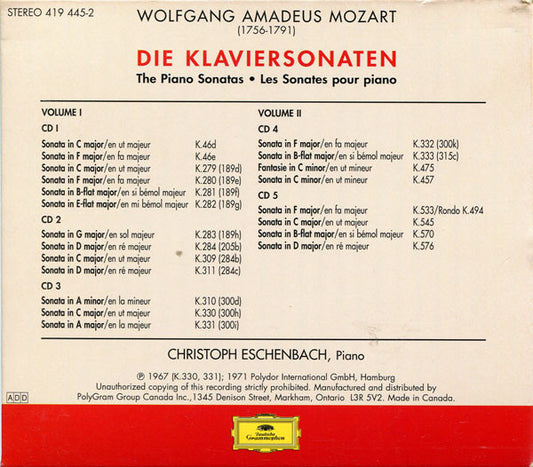 STEREO 419 445-2
WOLFGANG AMADEUS MOZART
(1756-1791)
DIE KLAVIERSONATEN
The Piano Sonatas • Les Sonates pour piano
VOLUME I
CD I
Sonata in C major/en ut majeur K.46d
Sonata in F major/en fa majeur K.46e
Sonata in C major/en ut majeur K.279 (189d)
Sonata in F major/en fa majeur K.280 (189e)
Sonata in B-flat major/en si bémol majeur K.281 (189f)
Sonata in E-flat major/en mi bémol majeur K.282 (189g)
CD 2
Sonata in G major/en sol majeur K.283 (189h)
Sonata in D major/en ré majeur K.284 (205b)
Sonata in C major/en ut majeur K.309 (284b)
Sonata in D major/en ré majeur K.311 (284c)
CD 3
Sonata in A minor/en la mineur K.310 (300d)
Sonata in C major/en ut majeur K.330 (300h)
Sonata in A major/en la majeur K.331 (300i)
VOLUME II
CD 4
Sonata in F major/en fa majeur K.332 (300k)
Sonata in B-flat major/en si bémol majeur K.333 (315c)
Fantasie in C minor/en ut mineur K.475
Sonata in C minor/en ut mineur K.457
CD 5
Sonata in F major/en fa majeur K.533/Rondo K.494
Sonata in C major/en ut majeur K.545
Sonata in B-flat major/en si bémol majeur K.570
Sonata in D major/en ré majeur K.576
CHRISTOPH ESCHENBACH, Piano
℗ 1967 (K.330, 331); 1971 Polydor International GmbH, Hamburg
Unauthorized copying of this recording strictly prohibited. Manufactured and distributed by
PolyGram Group Canada Inc.,1345 Denison Street, Markham, Ontario L3R 5V2. Made in Canada.
ADD
Deutsche
Grammophon